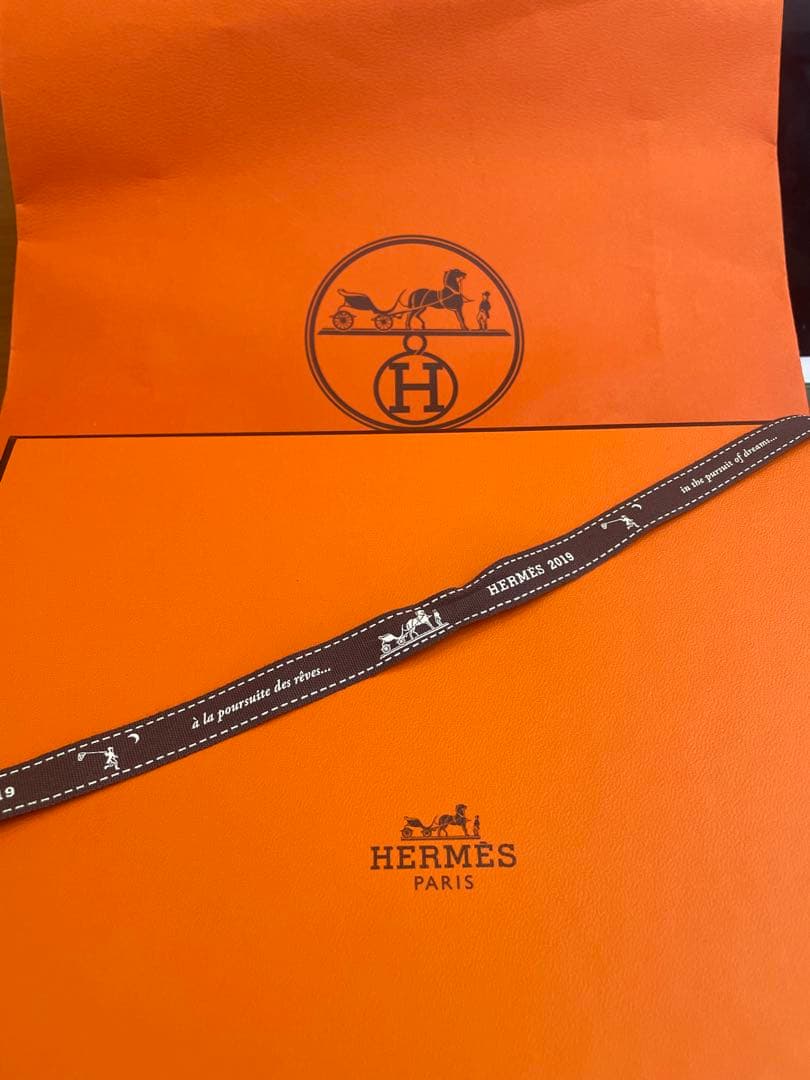 H
in the pursuit of dreams...
HERMÈS 2019
à la poursuite des rêves...
19
HERMÈS
PARIS